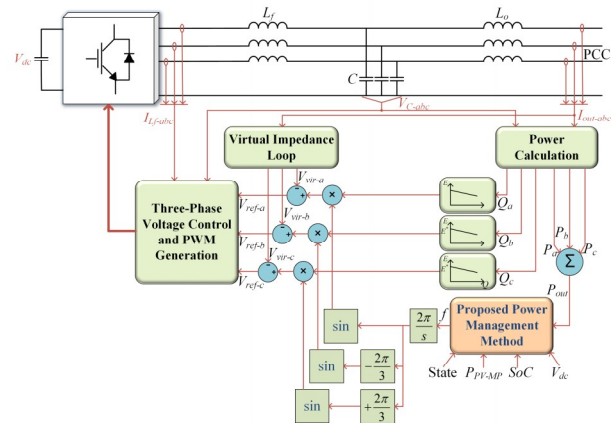 L_f
L_o
V_dc
C
PCC
V_C-abc
I_Lf-abc
I_out-abc
Virtual Impedance
Loop
Power
Calculation
Three-Phase
Voltage Control
and PWM
Generation
V_vir-a
V_ref-a
- +
×
E
Q_a
V_vir-b
V_ref-b
- +
×
E
E
Q_b
V_vir-c
V_ref-c
- +
×
E
Q
Q_c
P_a
P_b
P_c
Σ
P_out
sin
2π/s
f
Proposed Power
Management
Method
sin
-2π/3
sin
+2π/3
State
P_PV-MP
SoC
V_dc